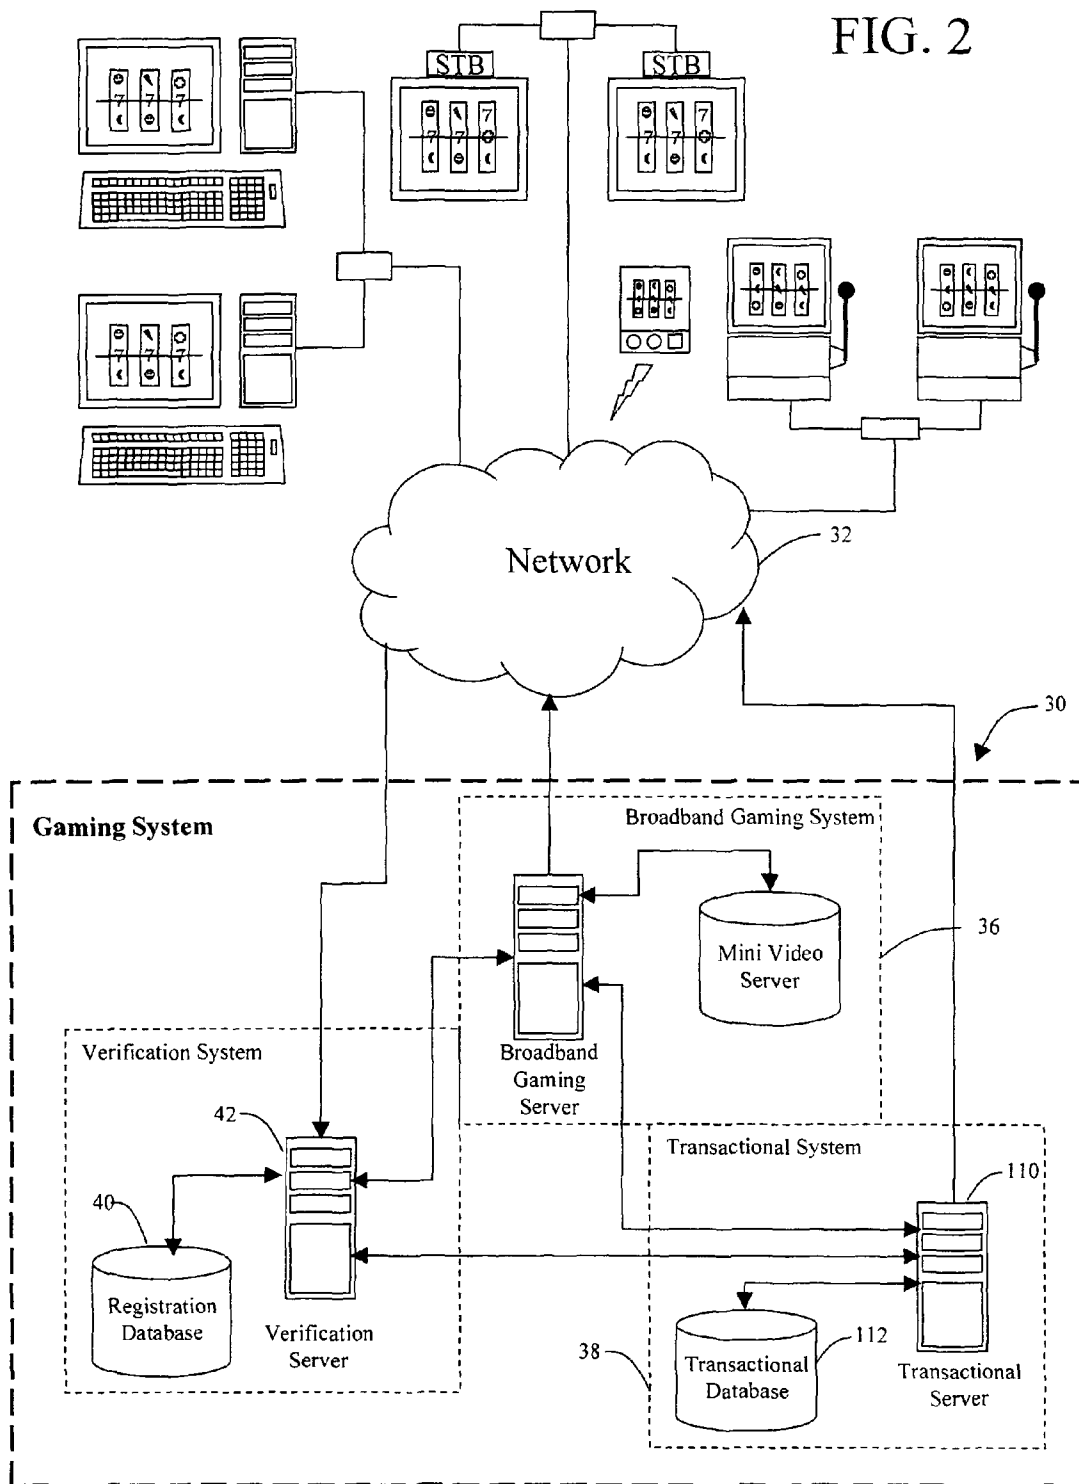 FIG. 2
STB
STB
Network
32
30
Gaming System
Broadband Gaming System
Mini Video
Server
36
Broadband
Gaming
Server
Verification System
42
40
Registration
Database
Verification
Server
Transactional System
110
38
112
Transactional
Database
Transactional
Server